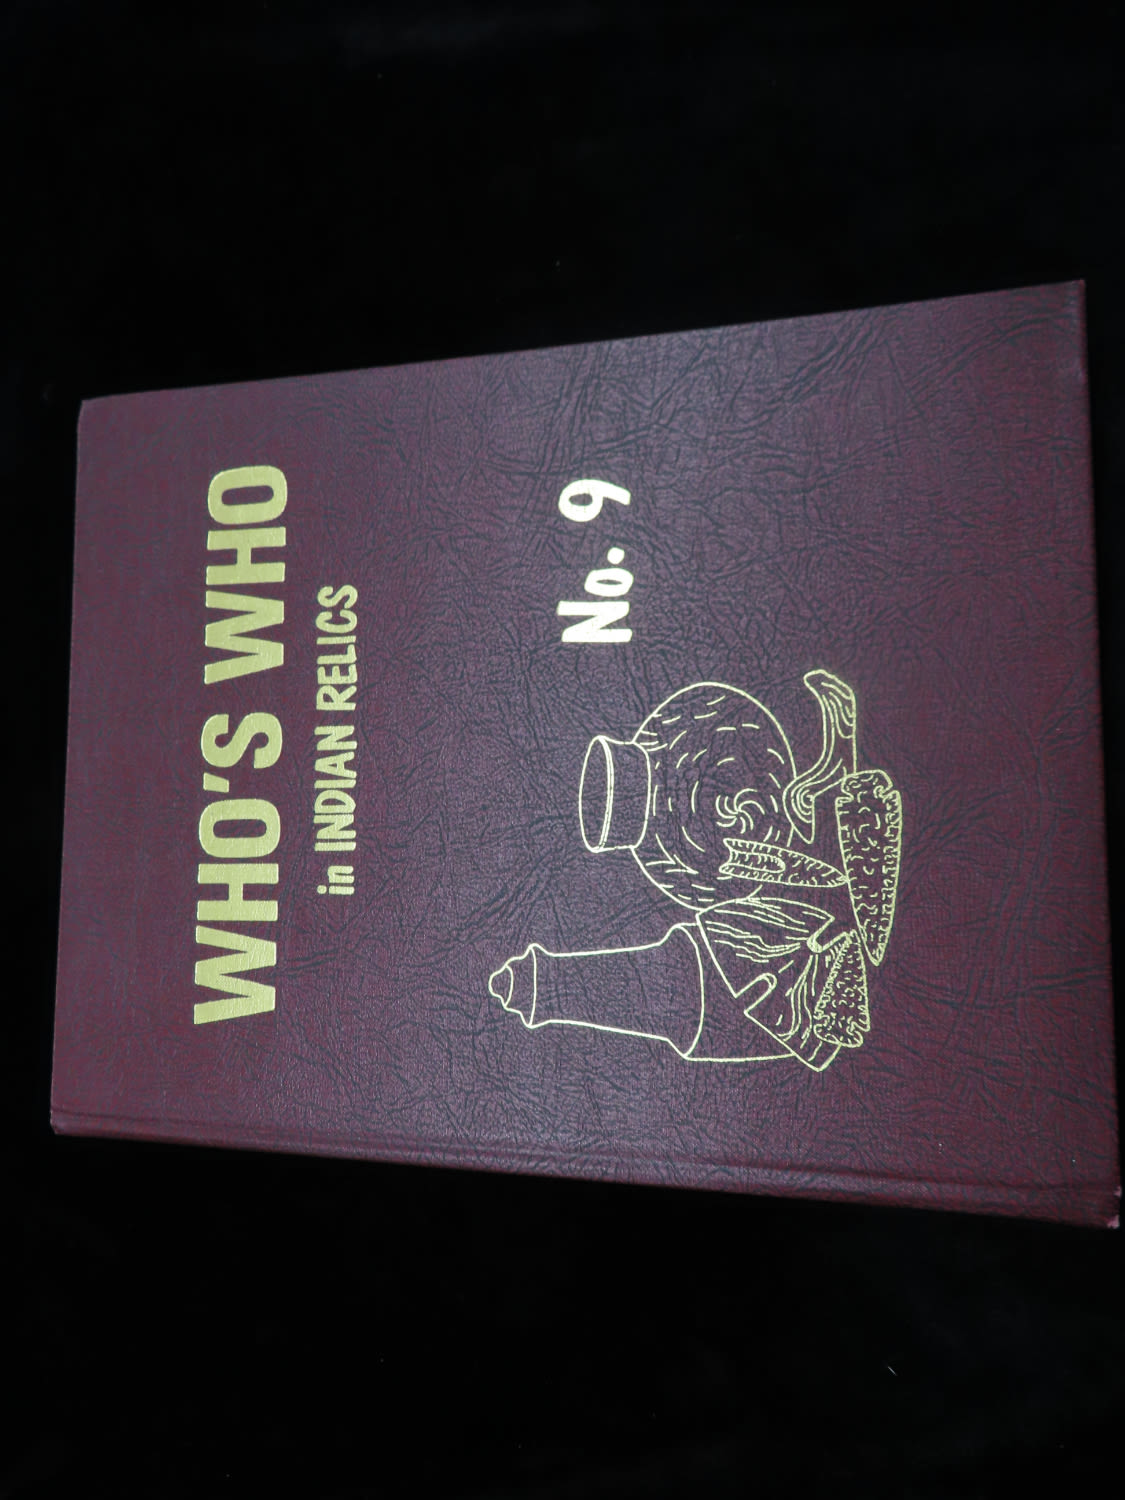 WHO'S WHO
in INDIAN RELICS
No. 9